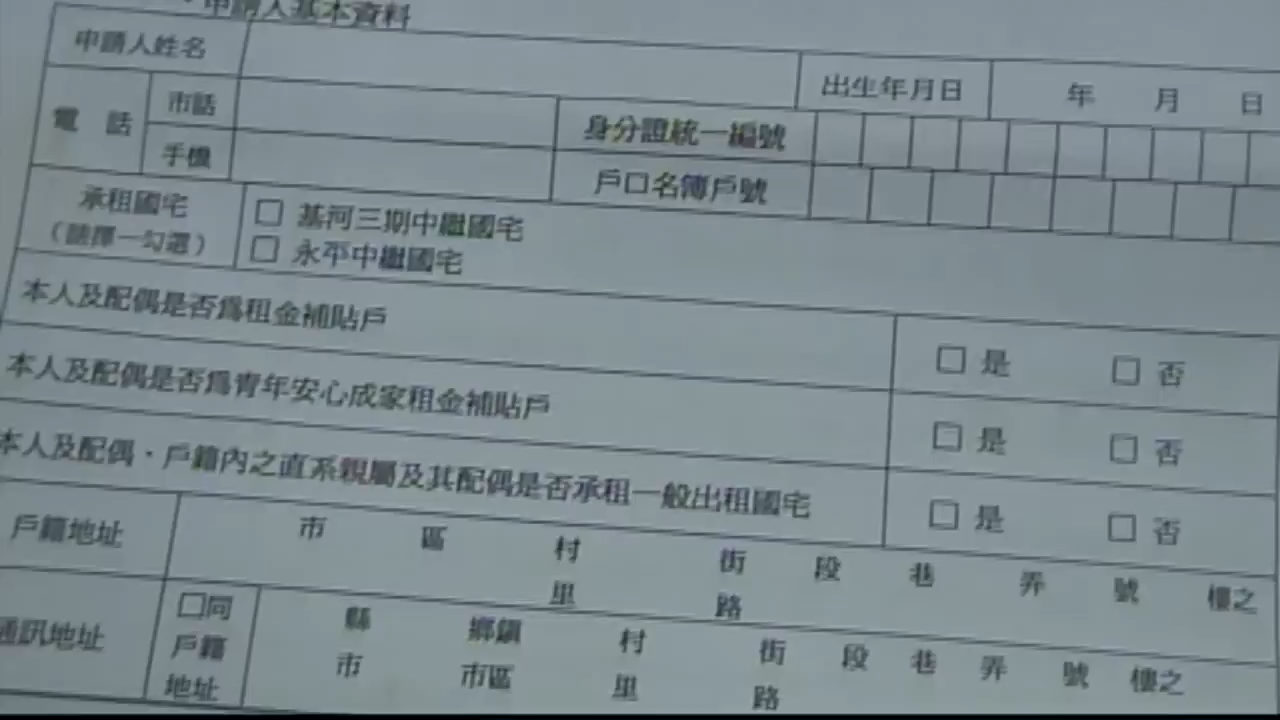 申請人基本資料
申請人姓名 出生年月日 年 月 日
電 話 市話 身分證統一編號
手機 戶口名簿戶號
承租國宅 □ 基河三期中繼國宅
(請擇一勾選) □ 永平中繼國宅
本人及配偶是否為租金補貼戶 □ 是 □ 否
本人及配偶是否為青年安心成家租金補貼戶 □ 是 □ 否
本人及配偶、戶籍內之直系親屬及其配偶是否承租一般出租國宅 □ 是 □ 否
戶籍地址 市 區 村 街 段 巷 弄 號 樓之
里 路
通訊地址 □同 縣 鄉鎮 村 街 段 巷 弄 號 樓之
戶籍 市 市區 里 路
地址